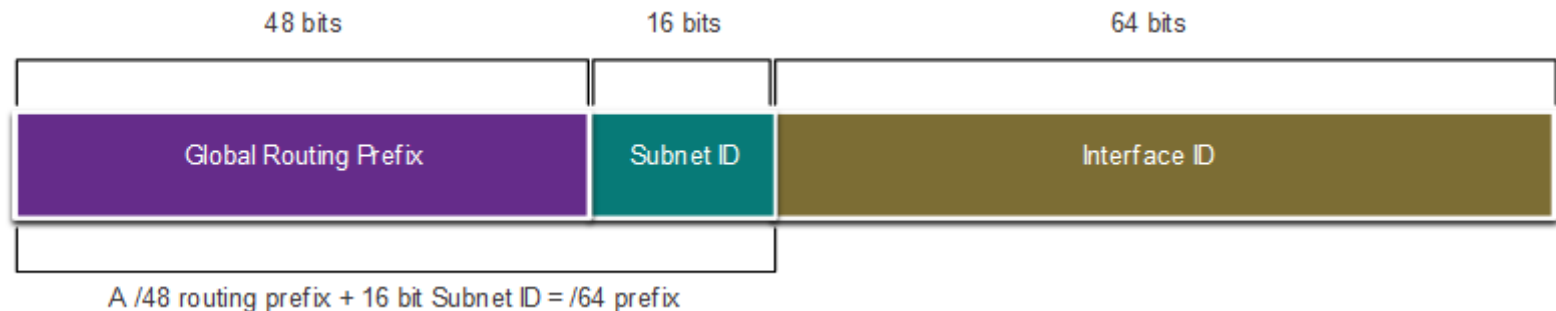 48 bits 16 bits 64 bits
Global Routing Prefix Subnet ID Interface ID
A /48 routing prefix + 16 bit Subnet ID = /64 prefix